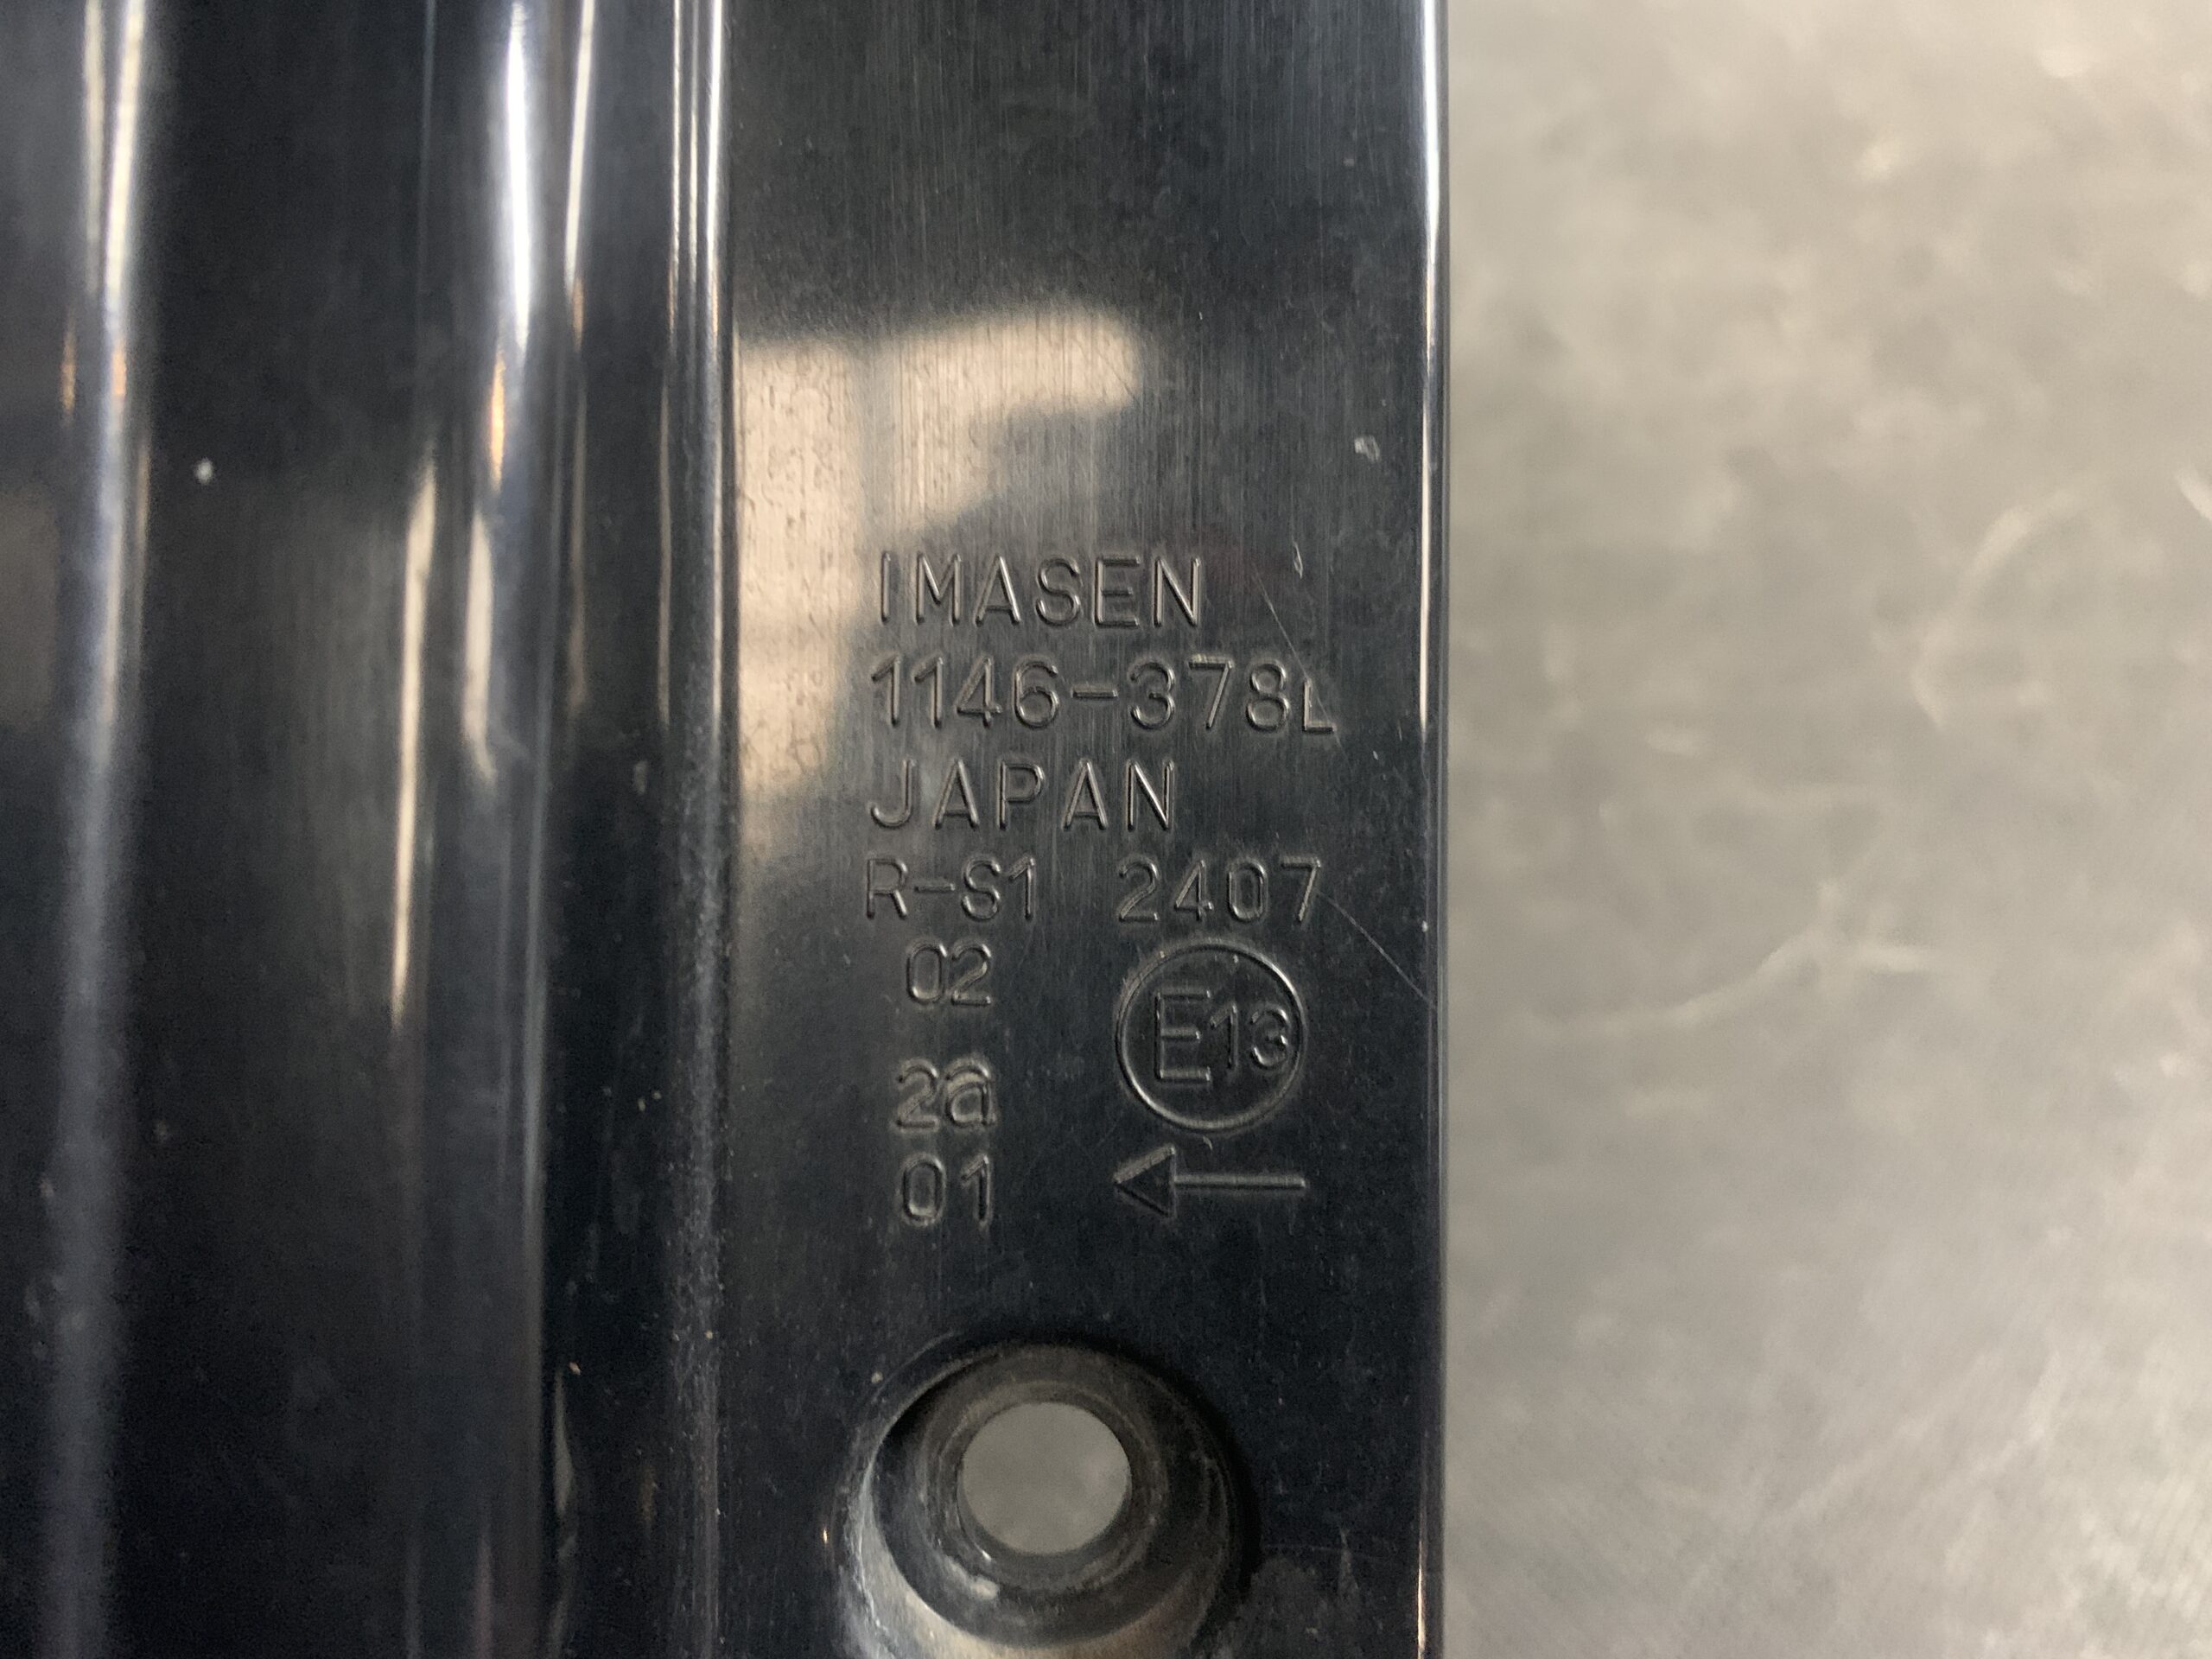 IMASEN
1146-378L
JAPAN
R-S1 2407
02
E13
2a
01 ←